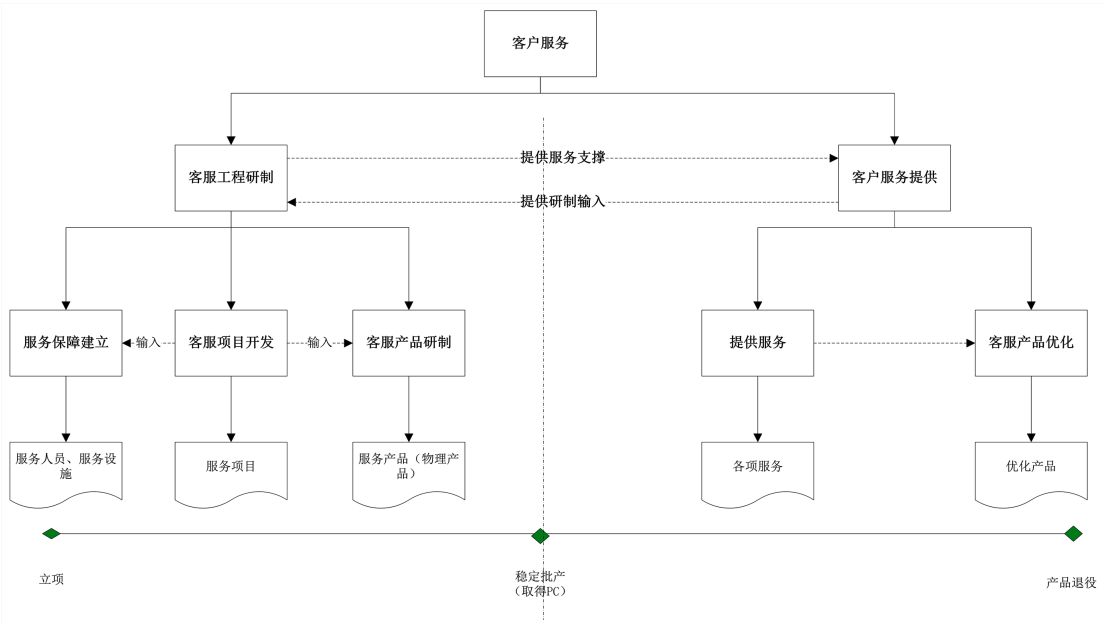 客户服务
提供服务支撑
客服工程研制
客户服务提供
提供研制输入
服务保障建立
输入
客服项目开发
输入
客服产品研制
提供服务
客服产品优化
服务人员、服务设
施
服务项目
服务产品（物理产
品）
各项服务
优化产品
立项
稳定批产
（取得PC）
产品退役